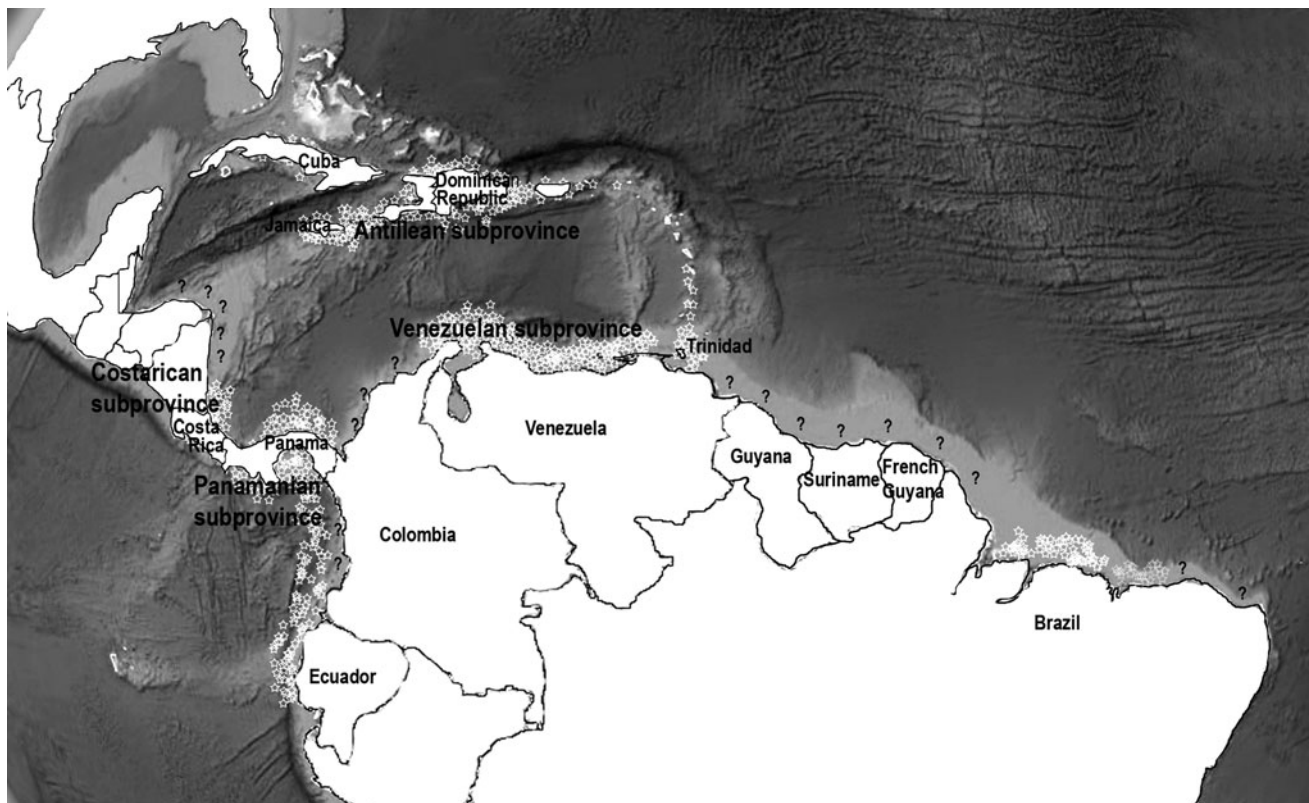 Cuba
Dominican
Republic
Jamaica
Antillean subprovince
? ?
?
?
?
Venezuelan subprovince
Trinidad
Costarican
subprovince
?
?
?
Costa
Rica
Panama
Venezuela
? ?
? ? ?
?
?
Guyana
Suriname
French
Guyana
Panamanian
subprovince
Colombia
?
?
? ?
Brazil
Ecuador